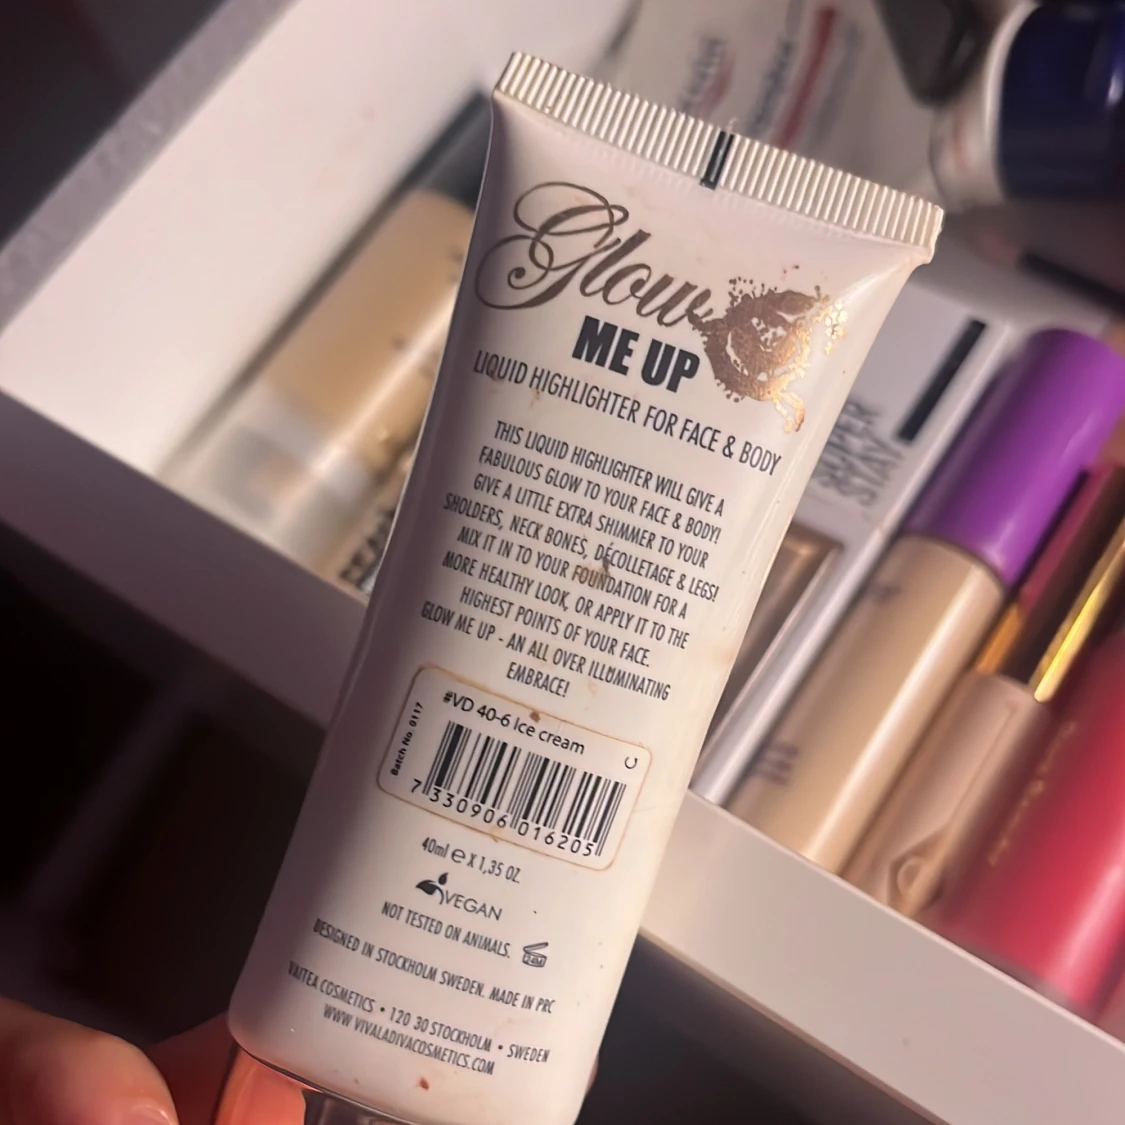 Glow
ME UP
LIQUID HIGHLIGHTER FOR FACE & BODY
THIS LIQUID HIGHLIGHTER WILL GIVE A
FABULOUS GLOW TO YOUR FACE & BODY!
GIVE A LITTLE EXTRA SHIMMER TO YOUR
SHOLDERS, NECK BONES, DÉCOLLETAGE & LEGS!
MIX IT IN TO YOUR FOUNDATION FOR A
MORE HEALTHY LOOK, OR APPLY IT TO THE
HIGHEST POINTS OF YOUR FACE.
GLOW ME UP - AN ALL OVER ILLUMINATING
EMBRACE!
#VD 40-6 Ice cream
Batch No 0117
7 330906 016205
40ml e X 1,35 OZ.
VEGAN
NOT TESTED ON ANIMALS.
24M
DESIGNED IN STOCKHOLM SWEDEN. MADE IN PRC
VAITEA COSMETICS • 120 30 STOCKHOLM • SWEDEN
WWW.VIVALADIVACOSMETICS.COM
SUPER
STAY